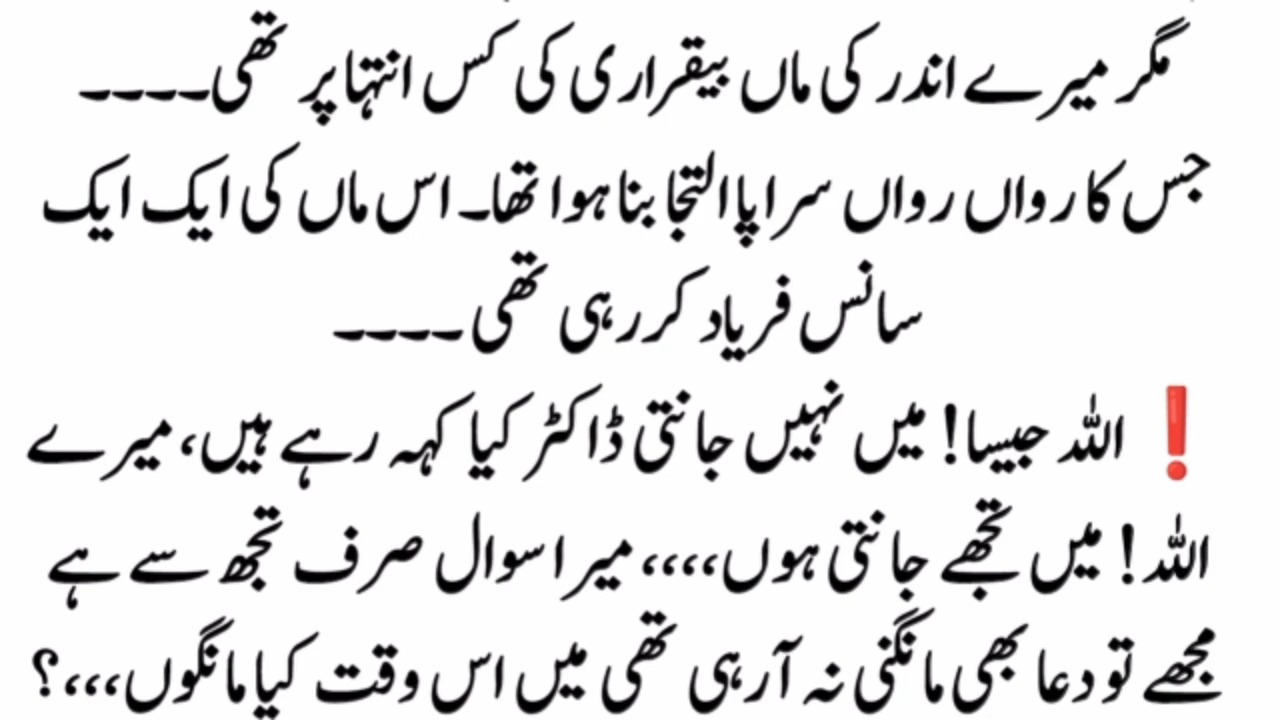 مگر میرے اندر کی ماں بیقراری کی کس انتہا پر تھی۔۔۔۔
جس کا رواں رواں سراپا التجا بنا ہوا تھا۔ اس ماں کی ایک ایک
سانس فریاد کر رہی تھی۔۔۔۔
❗ اللہ جیسا! میں نہیں جانتی ڈاکٹر کیا کہہ رہے ہیں، میرے
اللہ! میں تجھے جانتی ہوں،،،، میرا سوال صرف تجھ سے ہے
مجھے تو دعا بھی مانگنی نہ آ رہی تھی میں اس وقت کیا مانگوں،،،،؟